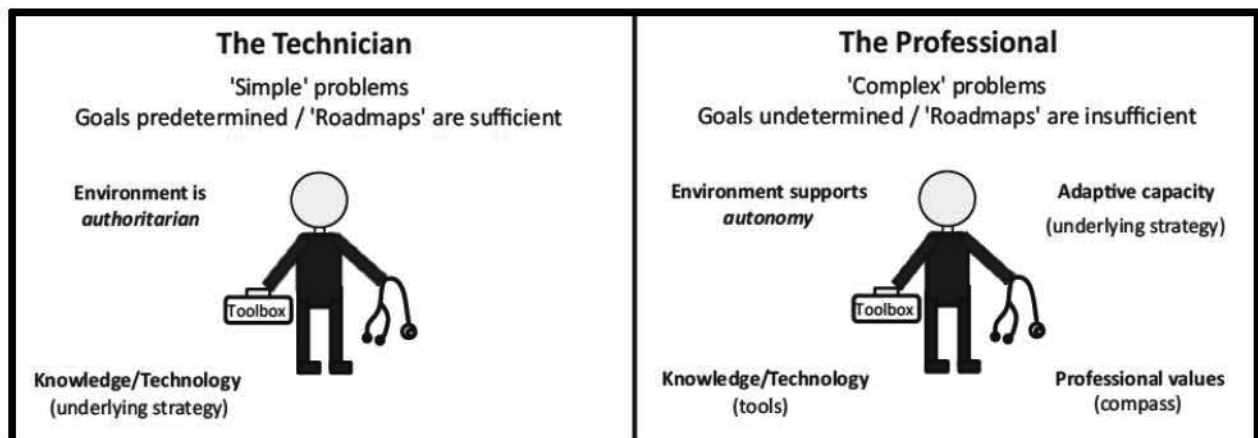 The Technician
'Simple' problems
Goals predetermined / 'Roadmaps' are sufficient
Environment is
authoritarian
Toolbox
Knowledge/Technology
(underlying strategy)
The Professional
'Complex' problems
Goals undetermined / 'Roadmaps' are insufficient
Environment supports
autonomy
Adaptive capacity
(underlying strategy)
Toolbox
Knowledge/Technology
(tools)
Professional values
(compass)